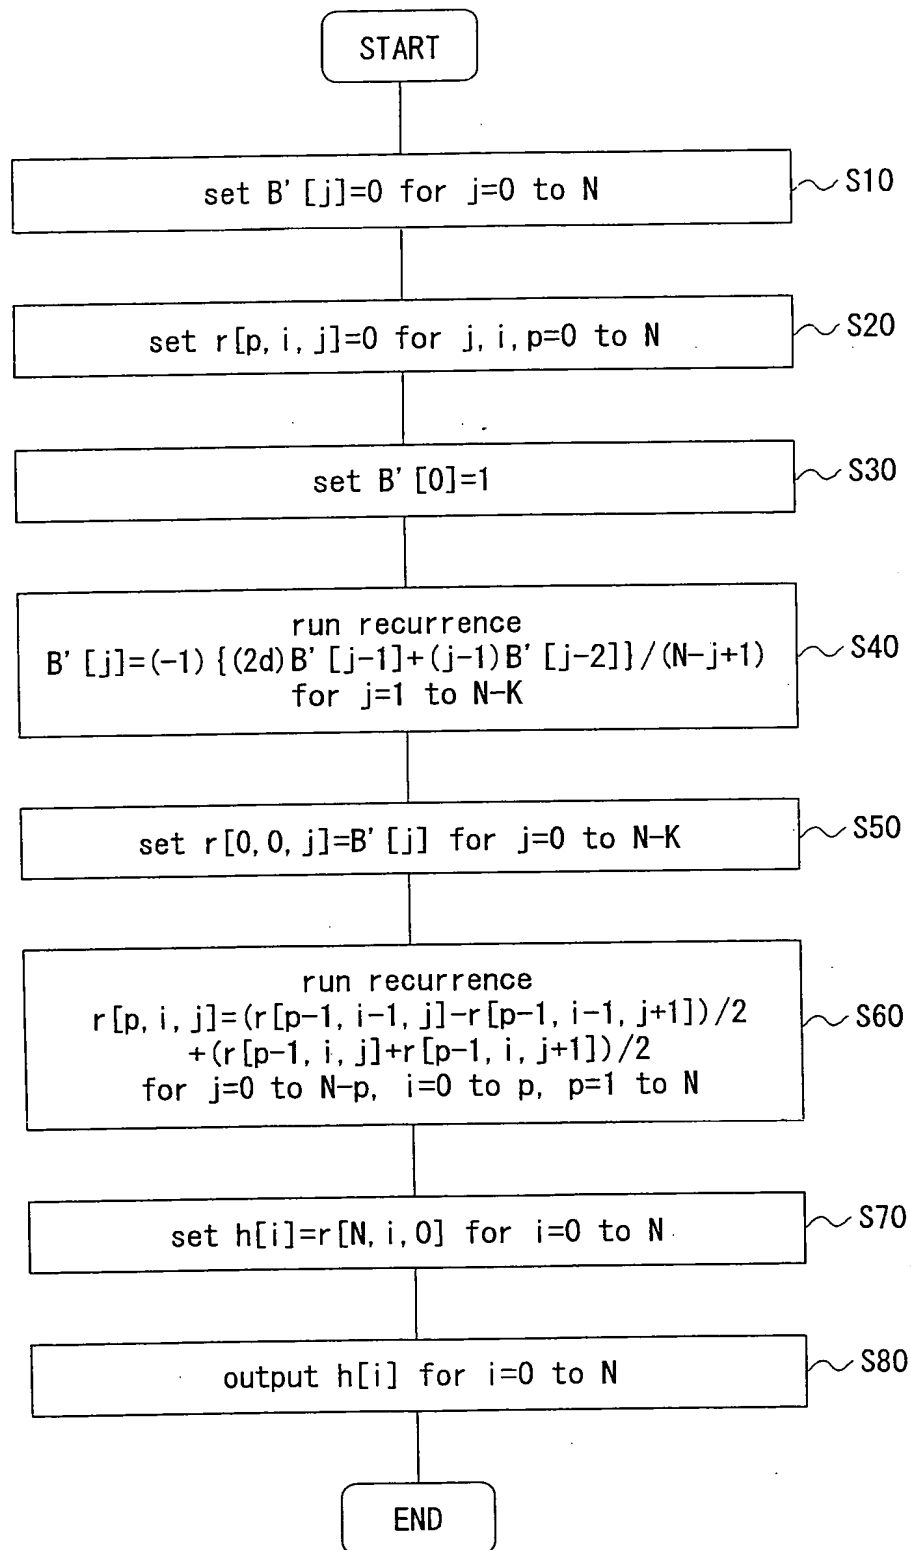 START
set B' [j]=0 for j=0 to N
S10
set r[p, i, j]=0 for j, i, p=0 to N
S20
set B' [0]=1
S30
run recurrence
B' [j]=(-1) {(2d)B' [j-1]+(j-1)B' [j-2]}/(N-j+1)
for j=1 to N-K
S40
set r[0, 0, j]=B' [j] for j=0 to N-K
S50
run recurrence
r[p, i, j]=(r[p-1, i-1, j]-r[p-1, i-1, j+1])/2
+(r[p-1, i, j]+r[p-1, i, j+1])/2
for j=0 to N-p, i=0 to p, p=1 to N
S60
set h[i]=r[N, i, 0] for i=0 to N
S70
output h[i] for i=0 to N
S80
END